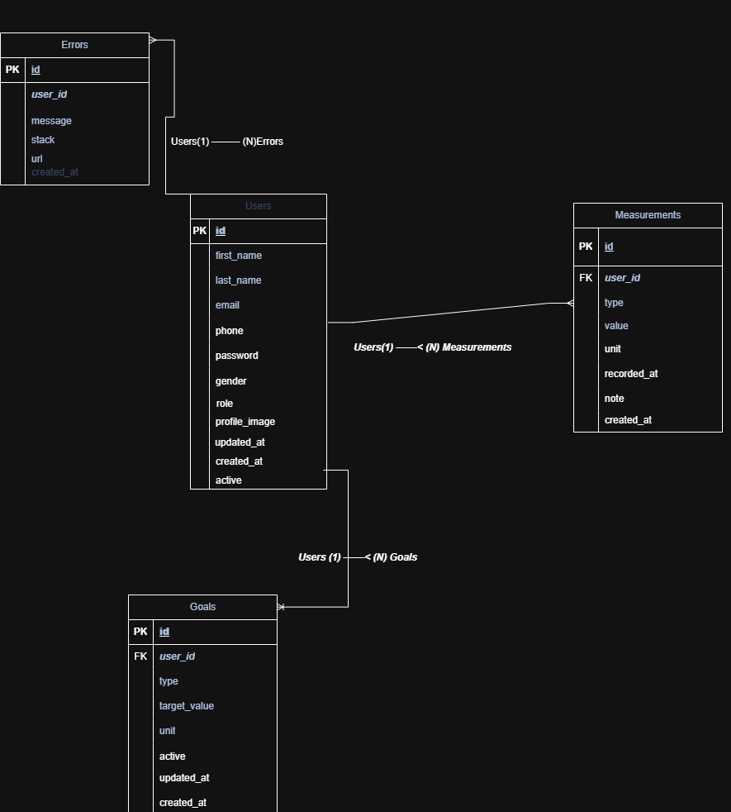 Errors
PK id
user_id
message
stack
url
created_at
Users(1) ——— (N)Errors
Users
PK id
first_name
last_name
email
phone
password
gender
role
profile_image
updated_at
created_at
active
Measurements
PK id
FK user_id
type
value
unit
recorded_at
note
created_at
Users(1) ——< (N) Measurements
Users (1) ——< (N) Goals
Goals
PK id
FK user_id
type
target_value
unit
active
updated_at
created_at